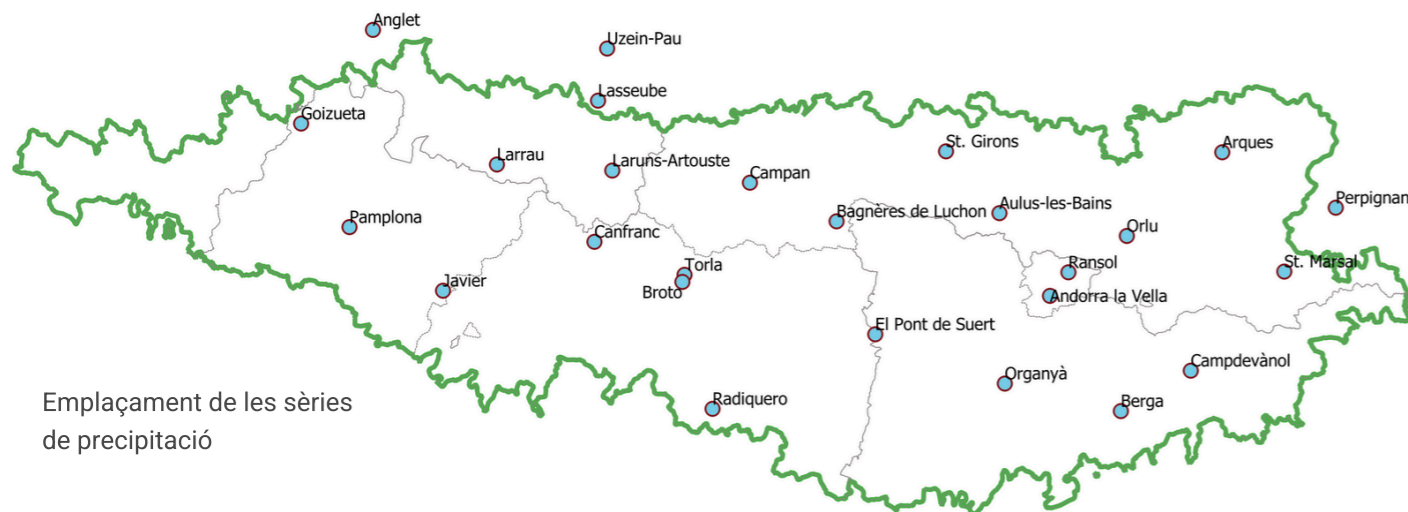 Anglet
Uzein-Pau
Lasseube
Goizueta
St. Girons
Arques
Larrau
Laruns-Artouste
Campan
Perpignan
Aulus-les-Bains
Bagnères de Luchon
Pamplona
Orlu
Canfranc
Torla
Ransol
St. Marsal
Javier
Broto
Andorra la Vella
El Pont de Suert
Campdevànol
Organyà
Radiquero
Berga
Emplaçament de les sèries
de precipitació